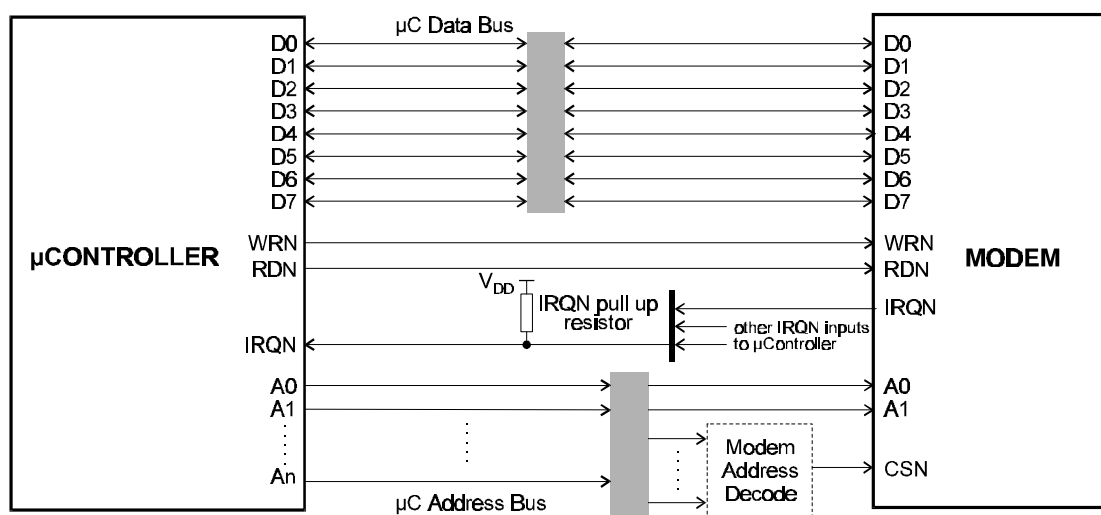 µC Data Bus
D0 D0
D1 D1
D2 D2
D3 D3
D4 D4
D5 D5
D6 D6
D7 D7
WRN WRN
µCONTROLLER MODEM
RDN RDN
VDD
IRQN pull up
resistor
IRQN
other IRQN inputs
to µController
IRQN
A0 A0
A1 A1
An
Modem
Address
Decode
CSN
µC Address Bus